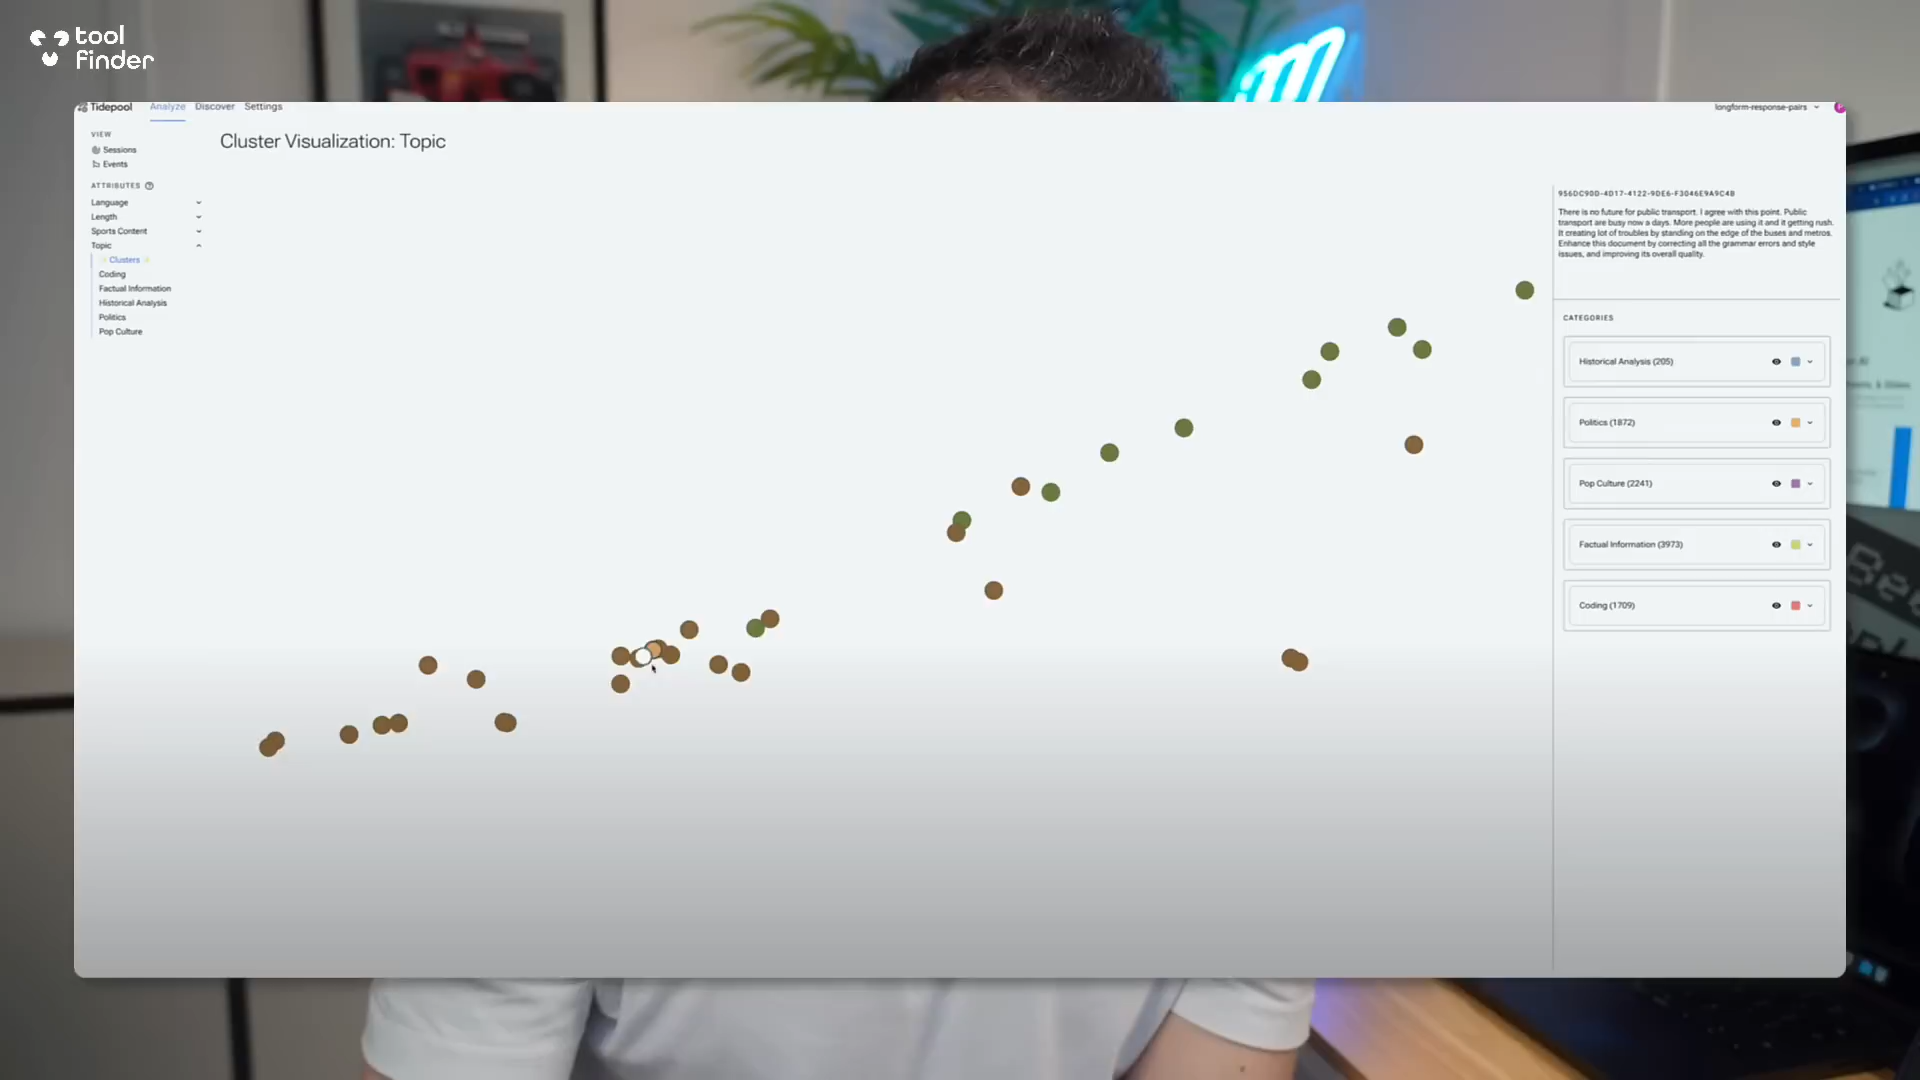 tool
finder
Tidepool
Analyze
Discover
Settings
longform-response-pairs
VIEW
Sessions
Events
ATTRIBUTES
Language
Length
Sports Content
Topic
Clusters
Coding
Factual Information
Historical Analysis
Politics
Pop Culture
Cluster Visualization: Topic
956DC90D-4D17-4122-9DE6-F3046E9A9C4B
There is no future for public transport. I agree with this point. Public
transport are busy now a days. More people are using it and it getting rush.
It creating lot of troubles by standing on the edge of the buses and metros.
Enhance this document by correcting all the grammar errors and style
issues, and improving its overall quality.
CATEGORIES
Historical Analysis (205)
Politics (1872)
Pop Culture (2241)
Factual Information (3973)
Coding (1709)